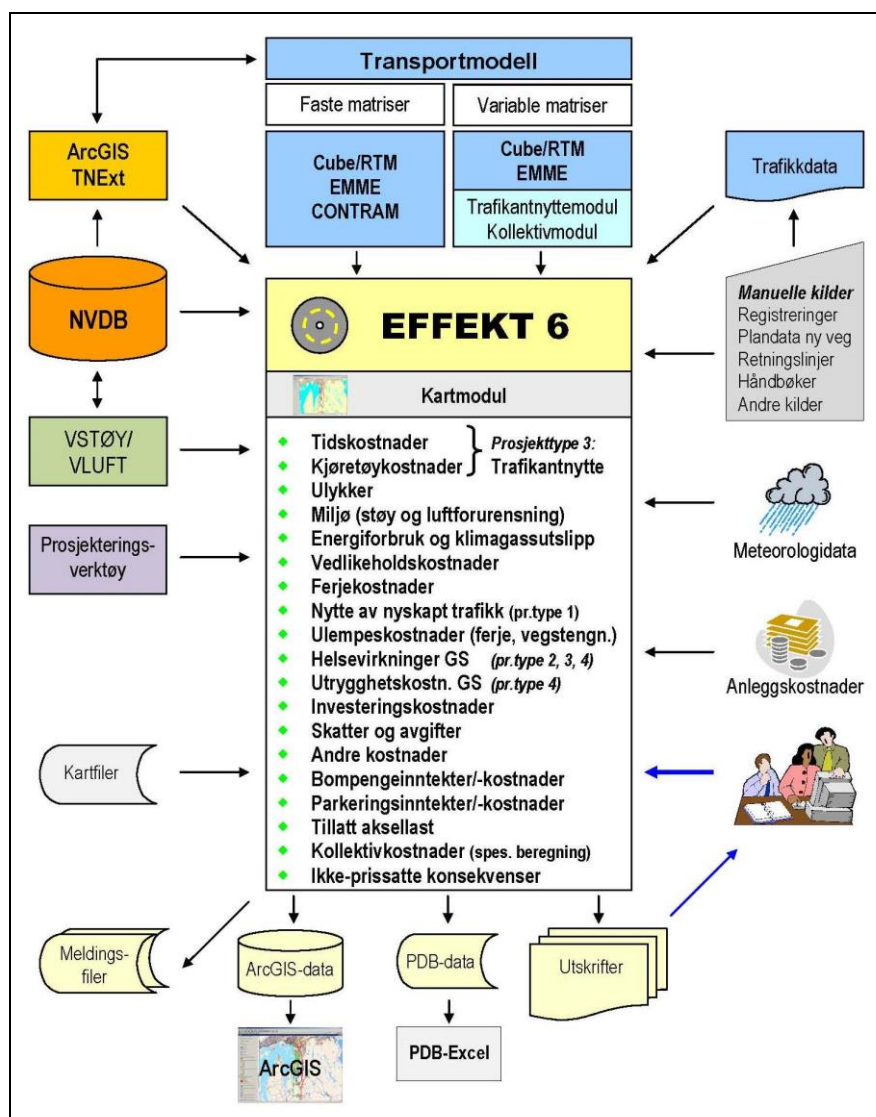 Transportmodell
Faste matriser
Variable matriser
ArcGIS
TNExt
Cube/RTM
EMME
CONTRAM
Cube/RTM
EMME
Trafikantnyttemodul
Kollektivmodul
Trafikkdata
NVDB
EFFEKT 6
Manuelle kilder
Registreringer
Plandata ny veg
Retningslinjer
Håndbøker
Andre kilder
Kartmodul
VSTØY/
VLUFT
Tidskostnader
Kjøretøykostnader
Prosjekttype 3:
Trafikantnytte
Ulykker
Miljø (støy og luftforurensning)
Energiforbruk og klimagassutslipp
Vedlikeholdskostnader
Ferjekostnader
Nytte av nyskapt trafikk (pr.type 1)
Ulempeskostnader (ferje, vegstengn.)
Helsevirkninger GS (pr.type 2, 3, 4)
Utrygghetskostn. GS (pr.type 4)
Investeringskostnader
Skatter og avgifter
Andre kostnader
Bompengeinntekter/-kostnader
Parkeringsinntekter/-kostnader
Tillatt aksellast
Kollektivkostnader (spes. beregning)
Ikke-prissatte konsekvenser
Prosjekterings-
verktøy
Meteorologidata
Anleggskostnader
Kartfiler
Meldings-
filer
ArcGIS-data
PDB-data
Utskrifter
ArcGIS
PDB-Excel